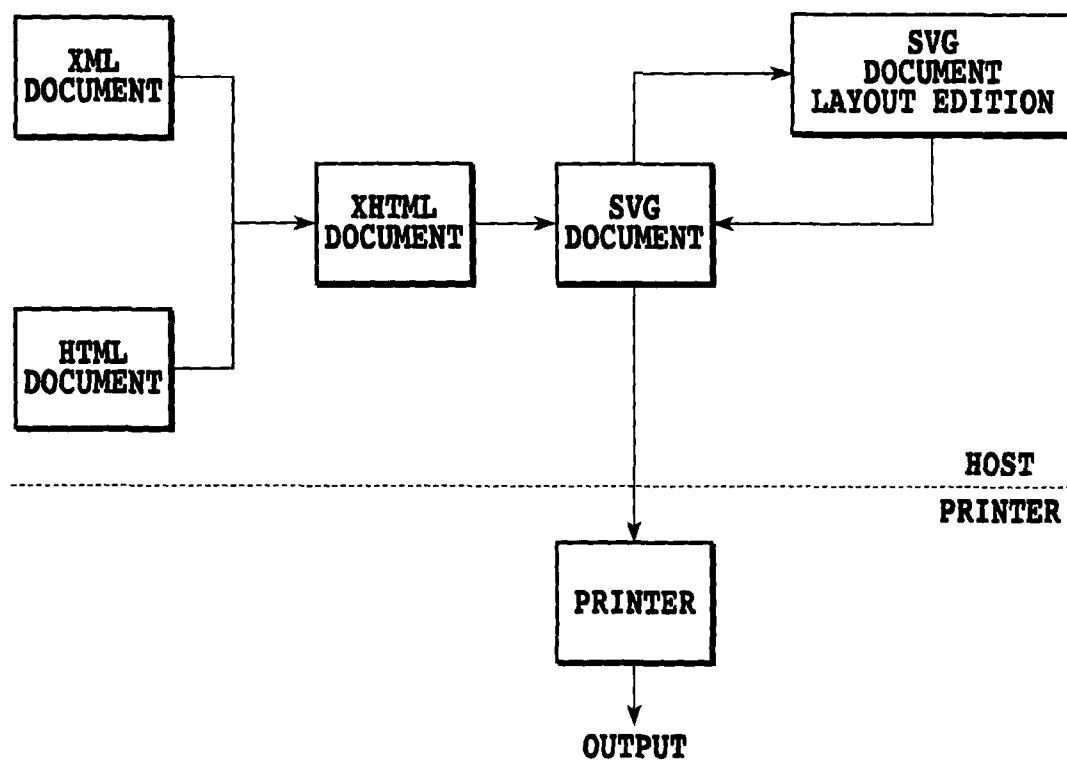 XML
DOCUMENT
SVG
DOCUMENT
LAYOUT EDITION
XHTML
DOCUMENT
SVG
DOCUMENT
HTML
DOCUMENT
HOST
PRINTER
PRINTER
OUTPUT